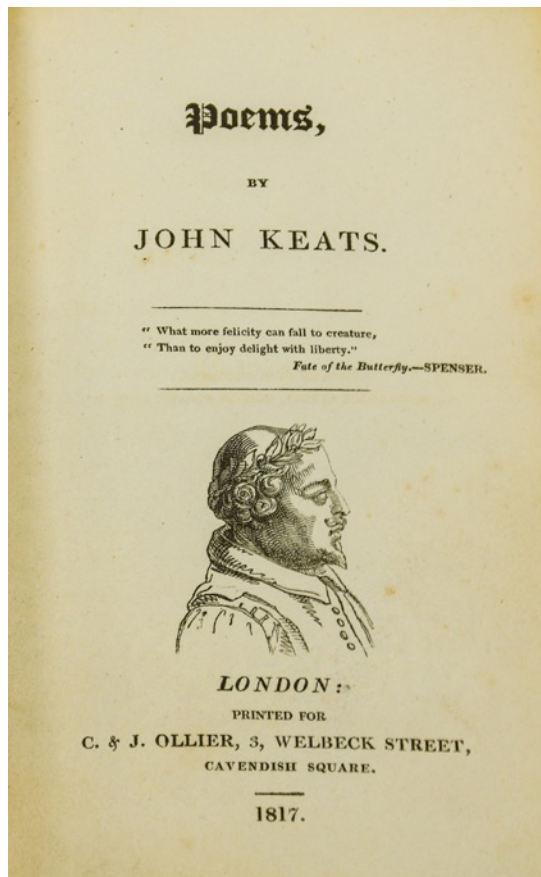 Poems,
BY
JOHN KEATS.
“ What more felicity can fall to creature,
“ Than to enjoy delight with liberty.”
Fate of the Butterfly.—SPENSER.
LONDON:
PRINTED FOR
C. & J. OLLIER, 3, WELBECK STREET,
CAVENDISH SQUARE.
1817.